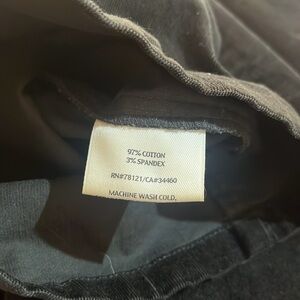 97% COTTON
3% SPANDEX
RN#78121/CA#34460
MACHINE WASH COLD,